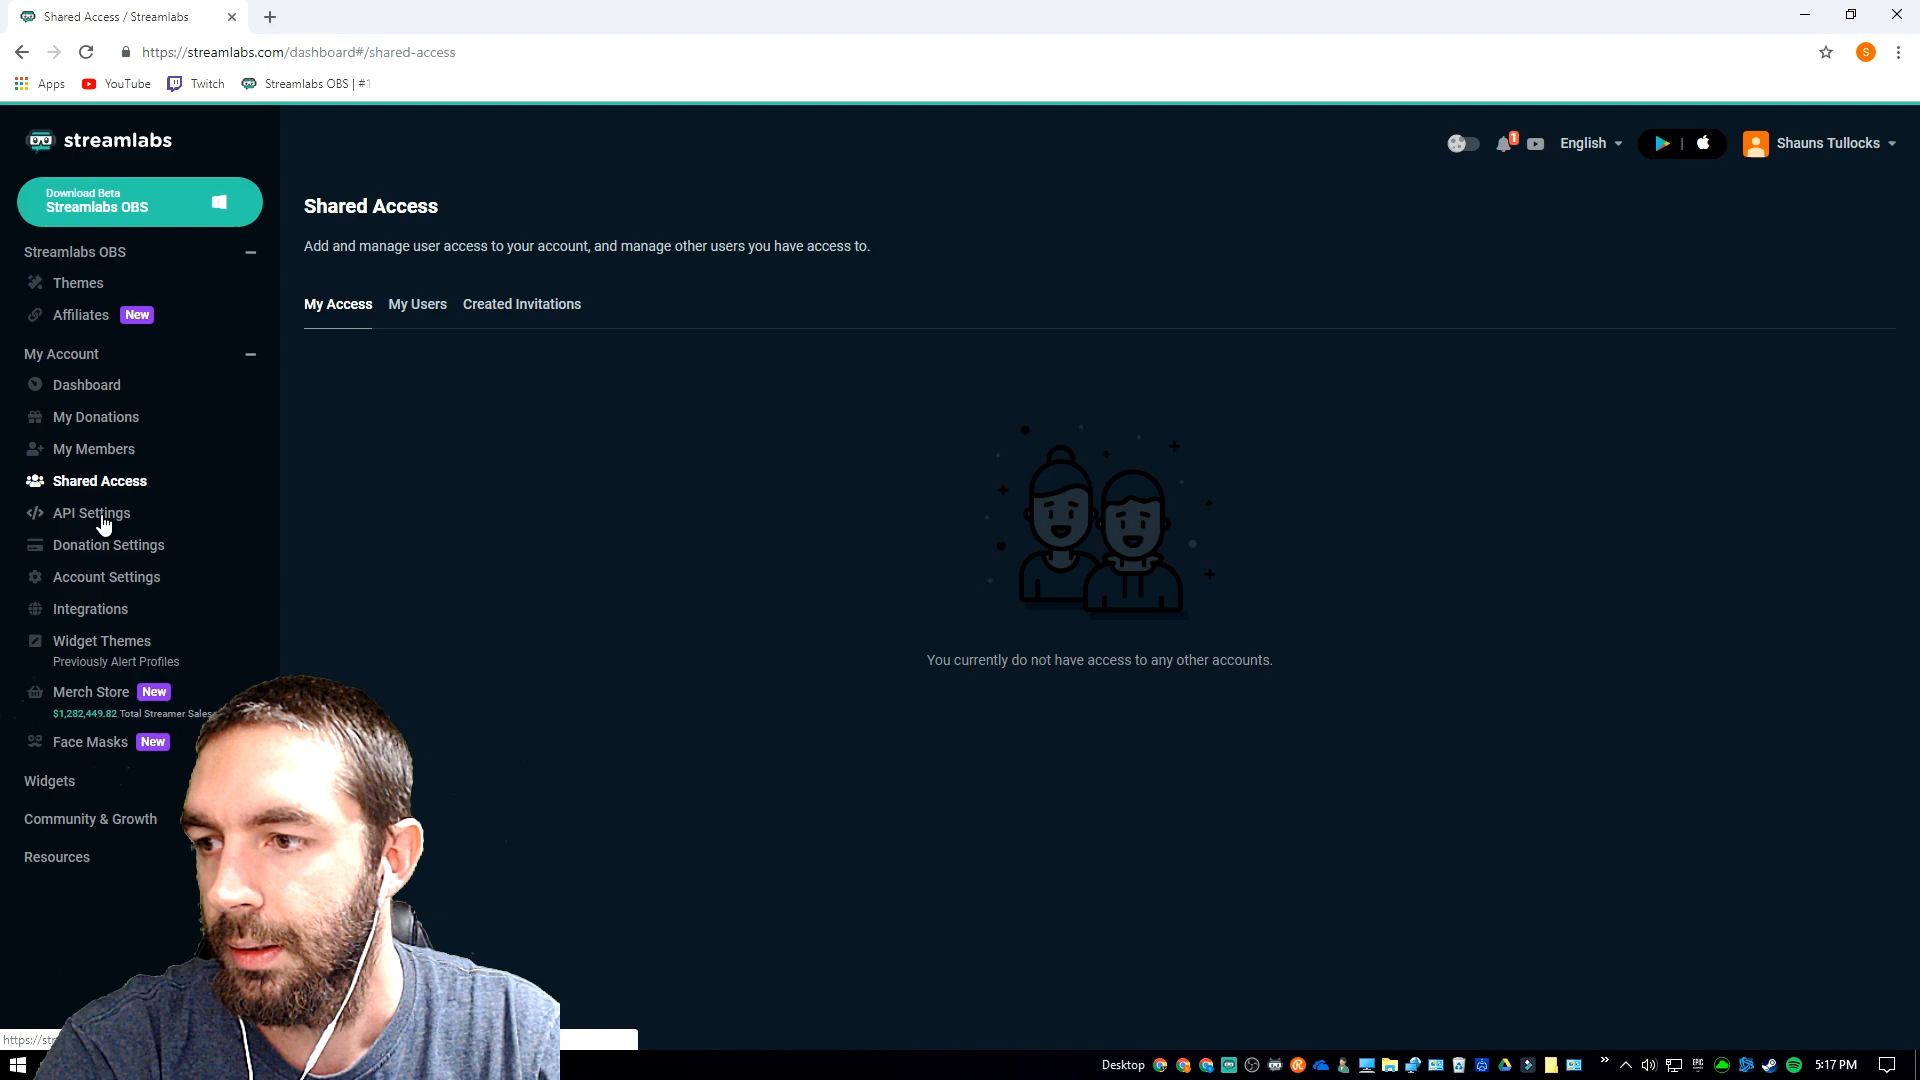 Shared Access / Streamlabs
https://streamlabs.com/dashboard#/shared-access
S
Apps YouTube Twitch Streamlabs OBS | #1
streamlabs
1 English Shauns Tullocks
Download Beta
Streamlabs OBS
Shared Access
Add and manage user access to your account, and manage other users you have access to.
My Access My Users Created Invitations
You currently do not have access to any other accounts.
Streamlabs OBS
Themes
Affiliates New
My Account
Dashboard
My Donations
My Members
Shared Access
API Settings
Donation Settings
Account Settings
Integrations
Widget Themes
Previously Alert Profiles
Merch Store New
$1,282,449.82 Total Streamer Sales
Face Masks New
Widgets
Community & Growth
Resources
https://str
Desktop
5:17 PM